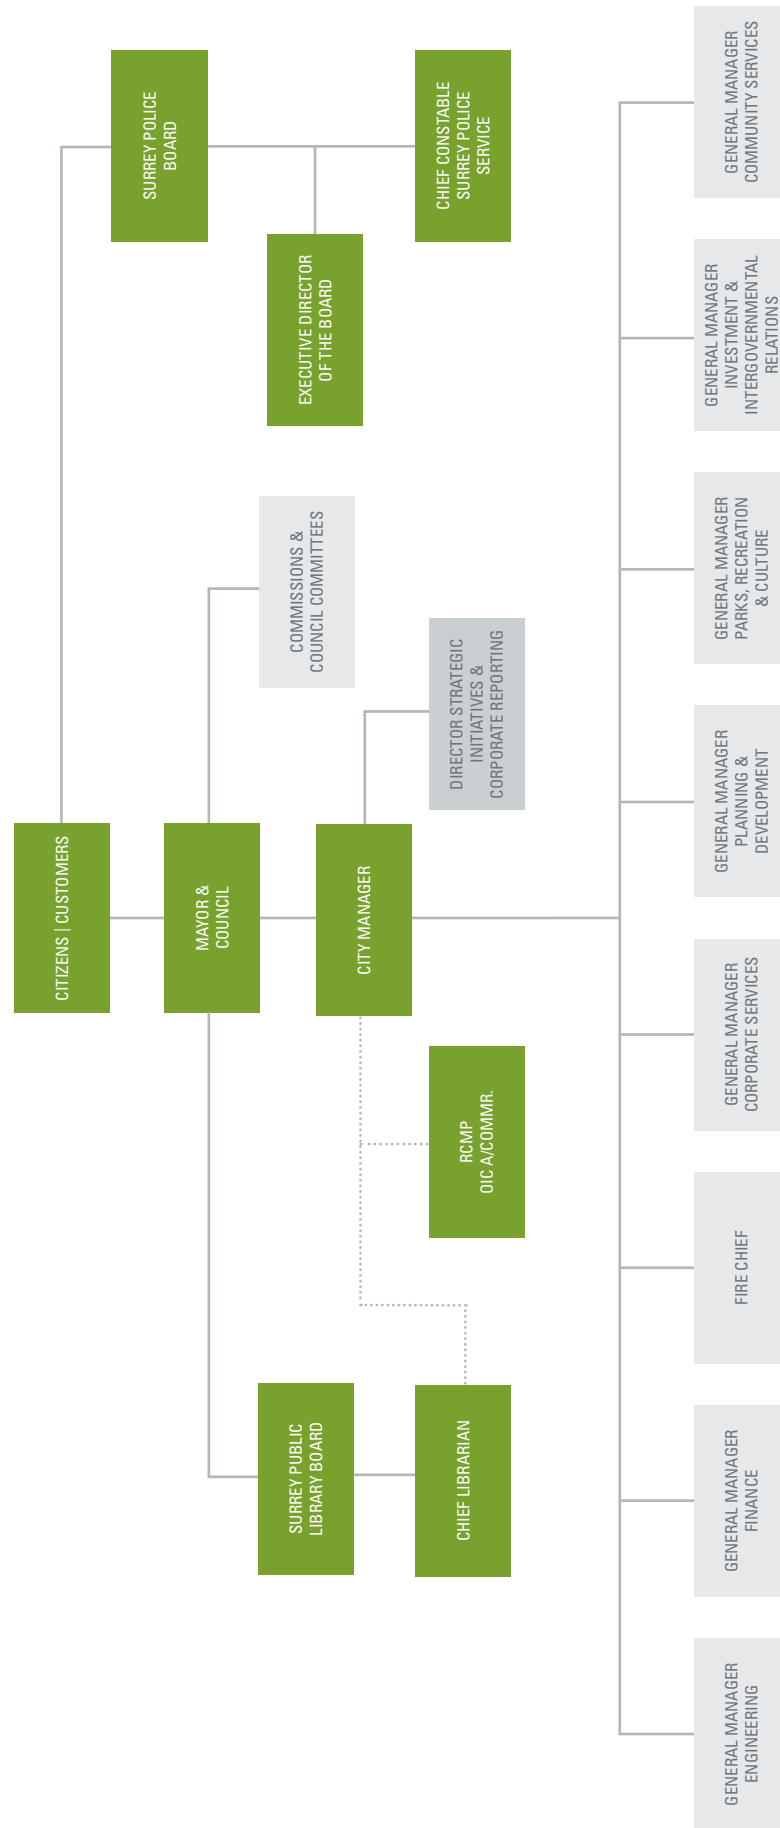 CITIZENS | CUSTOMERS
SURREY POLICE
BOARD
MAYOR &
COUNCIL
SURREY PUBLIC
LIBRARY BOARD
COMMISSIONS &
COUNCIL COMMITTEES
EXECUTIVE DIRECTOR
OF THE BOARD
CITY MANAGER
CHIEF LIBRARIAN
RCMP
OIC A/COMMR.
DIRECTOR STRATEGIC
INITIATIVES &
CORPORATE REPORTING
CHIEF CONSTABLE
SURREY POLICE
SERVICE
GENERAL MANAGER
ENGINEERING
GENERAL MANAGER
FINANCE
FIRE CHIEF
GENERAL MANAGER
CORPORATE SERVICES
GENERAL MANAGER
PLANNING &
DEVELOPMENT
GENERAL MANAGER
PARKS, RECREATION
& CULTURE
GENERAL MANAGER
INVESTMENT &
INTERGOVERNMENTAL
RELATIONS
GENERAL MANAGER
COMMUNITY SERVICES